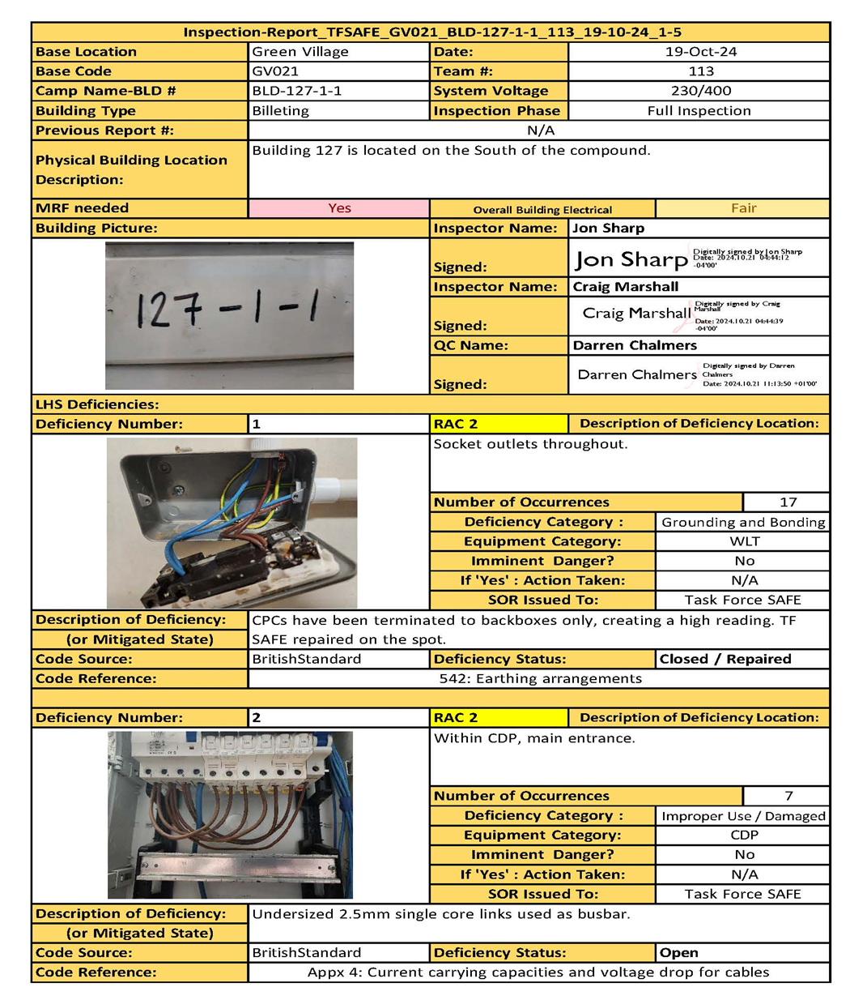 Inspection-Report_TFSAFE_GV021_BLD-127-1-1_113_19-10-24_1-5
Base Location Green Village Date: 19-Oct-24
Base Code GV021 Team #: 113
Camp Name-BLD # BLD-127-1-1 System Voltage 230/400
Building Type Billeting Inspection Phase Full Inspection
Previous Report #: N/A
Physical Building Location Description: Building 127 is located on the South of the compound.
MRF needed Yes Overall Building Electrical Fair
Building Picture: Inspector Name: Jon Sharp
127-1-1
Signed: Jon Sharp Digitally signed by Jon Sharp
Date: 2024.10.21 04:44:12
-04'00'
Inspector Name: Craig Marshall
Signed: Craig Marshall Digitally signed by Craig
Marshall
Date: 2024.10.21 04:44:39
-04'00'
QC Name: Darren Chalmers
Signed: Darren Chalmers Digitally signed by Darren
Chalmers
Date: 2024.10.21 11:13:50 +01'00'
LHS Deficiencies:
Deficiency Number: 1 RAC 2 Description of Deficiency Location:
Socket outlets throughout.
Number of Occurrences 17
Deficiency Category : Grounding and Bonding
Equipment Category: WLT
Imminent Danger? No
If 'Yes' : Action Taken: N/A
SOR Issued To: Task Force SAFE
Description of Deficiency: CPCs have been terminated to backboxes only, creating a high reading. TF
(or Mitigated State) SAFE repaired on the spot.
Code Source: BritishStandard Deficiency Status: Closed / Repaired
Code Reference: 542: Earthing arrangements
Deficiency Number: 2 RAC 2 Description of Deficiency Location:
Within CDP, main entrance.
Number of Occurrences 7
Deficiency Category : Improper Use / Damaged
Equipment Category: CDP
Imminent Danger? No
If 'Yes' : Action Taken: N/A
SOR Issued To: Task Force SAFE
Description of Deficiency: Undersized 2.5mm single core links used as busbar.
(or Mitigated State)
Code Source: BritishStandard Deficiency Status: Open
Code Reference: Appx 4: Current carrying capacities and voltage drop for cables